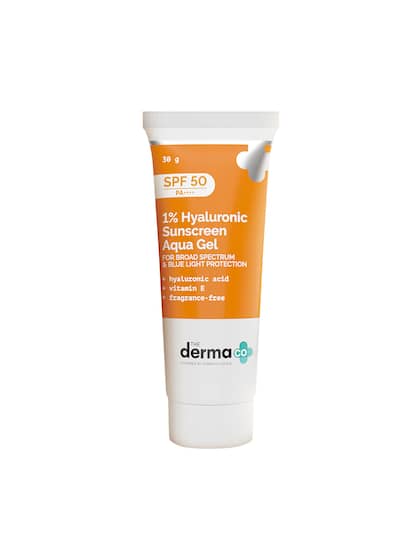 30 g
SPF 50
PA++++
1% Hyaluronic
Sunscreen
Aqua Gel
FOR BROAD SPECTRUM
& BLUE LIGHT PROTECTION
+ hyaluronic acid
+ vitamin E
+ fragrance-free
THE
derma co